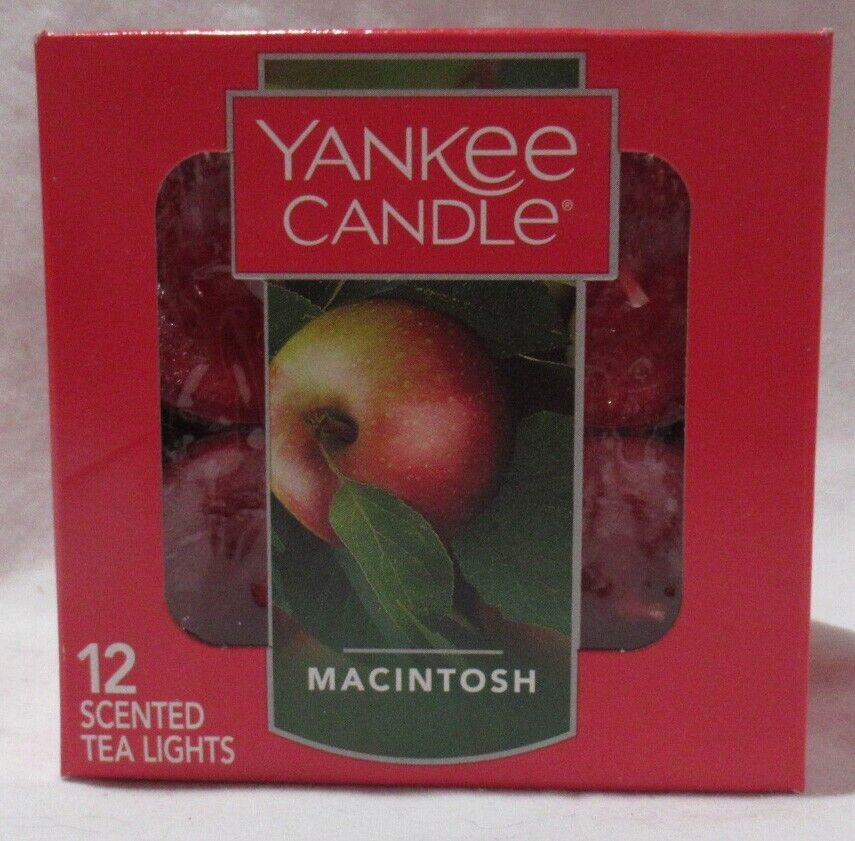 YANKEE
CANDLE®
MACINTOSH
12
SCENTED
TEA LIGHTS